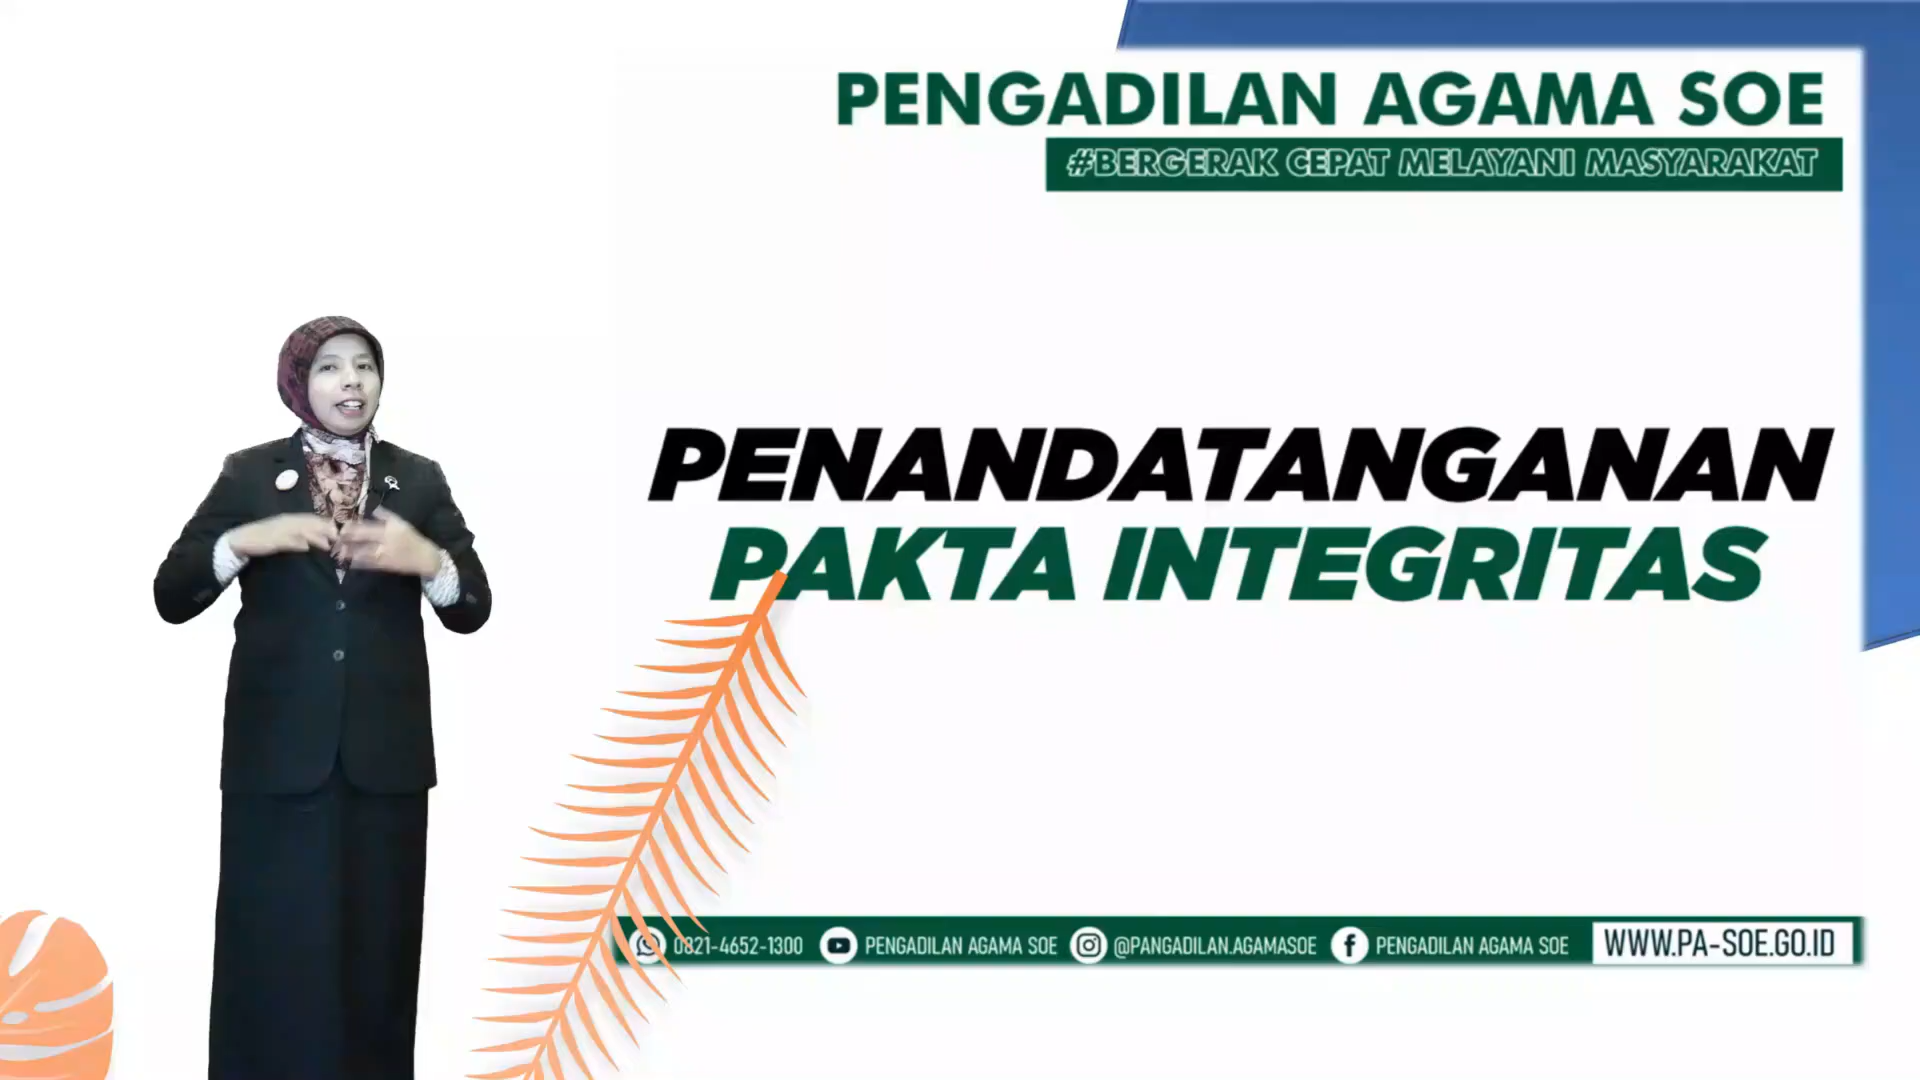 PENGADILAN AGAMA SOE
#BERGERAK CEPAT MELAYANI MASYARAKAT
PENANDATANGANAN
PAKTA INTEGRITAS
0821-4652-1300 PENGADILAN AGAMA SOE @PANGADILAN.AGAMASOE PENGADILAN AGAMA SOE WWW.PA-SOE.GO.ID